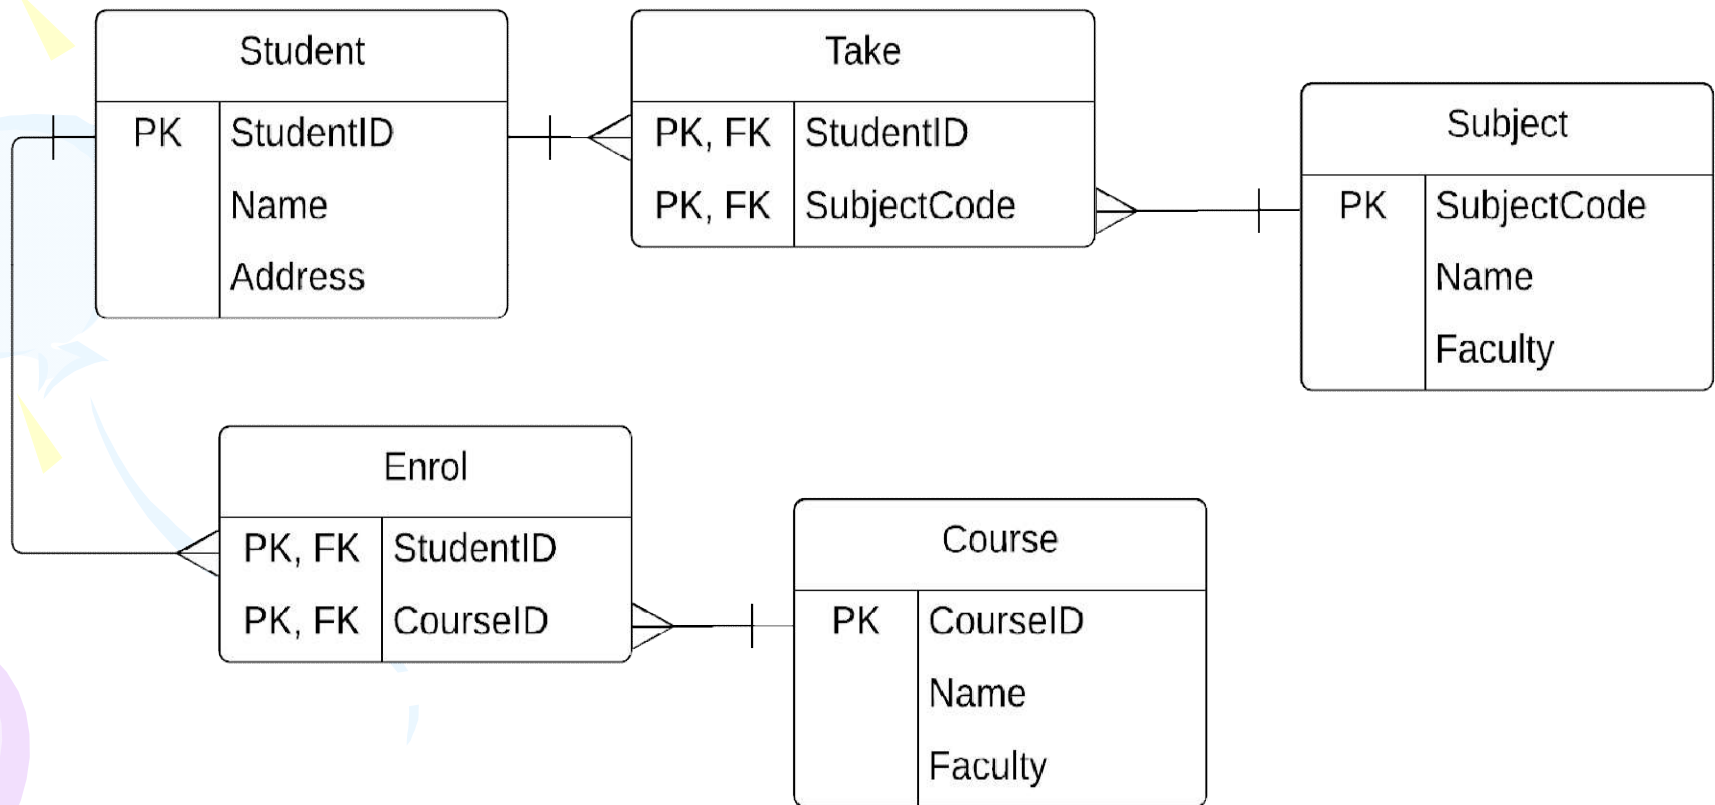 Student
PK StudentID
Name
Address
Take
PK, FK StudentID
PK, FK SubjectCode
Subject
PK SubjectCode
Name
Faculty
Enrol
PK, FK StudentID
PK, FK CourseID
Course
PK CourseID
Name
Faculty